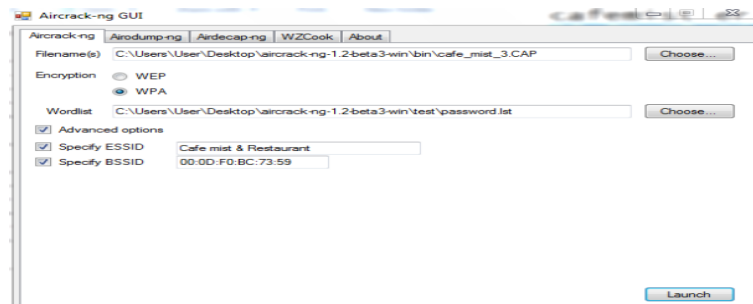 Aircrack-ng GUI
Aircrack-ng Airodump-ng Airdecap-ng WZCook About
Filename(s) C:\Users\User\Desktop\aircrack-ng-1.2-beta3-win\bin\cafe_mist_3.CAP Choose...
Encryption WEP
WPA
Wordlist C:\Users\User\Desktop\aircrack-ng-1.2-beta3-win\test\password.lst Choose...
Advanced options
Specify ESSID Cafe mist & Restaurant
Specify BSSID 00:0D:F0:BC:73:59
Launch